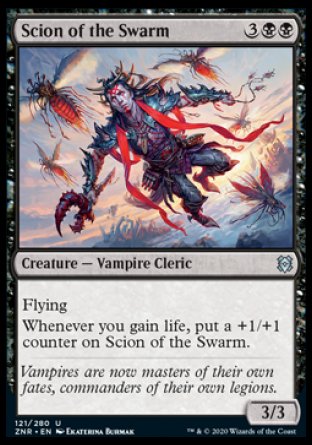 Scion of the Swarm 3
Creature — Vampire Cleric
Flying
Whenever you gain life, put a +1/+1
counter on Scion of the Swarm.
Vampires are now masters of their own
fates, commanders of their own legions.
3/3
121/280 U
ZNR • EN Ekaterina Burmak
™ & © 2020 Wizards of the Coast